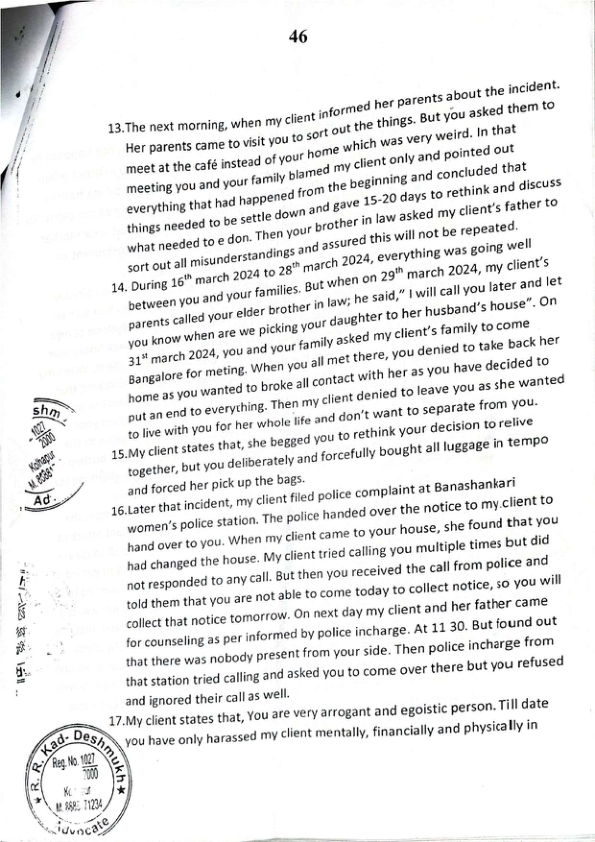 46
13.The next morning, when my client informed her parents about the incident.
Her parents came to visit you to sort out the things. But you asked them to
meet at the café instead of your home which was very weird. In that
meeting you and your family blamed my client only and pointed out
everything that had happened from the beginning and concluded that
things needed to be settle down and gave 15-20 days to rethink and discuss
what needed to e don. Then your brother in law asked my client's father to
sort out all misunderstandings and assured this will not be repeated.
14. During 16th march 2024 to 28th march 2024, everything was going well
between you and your families. But when on 29th march 2024, my client's
parents called your elder brother in law; he said," I will call you later and let
you know when are we picking your daughter to her husband's house". On
31st march 2024, you and your family asked my client's family to come
Bangalore for meting. When you all met there, you denied to take back her
home as you wanted to broke all contact with her as you have decided to
put an end to everything. Then my client denied to leave you as she wanted
to live with you for her whole life and don't want to separate from you.
15.My client states that, she begged you to rethink your decision to relive
together, but you deliberately and forcefully bought all luggage in tempo
and forced her pick up the bags.
16.Later that incident, my client filed police complaint at Banashankari
women's police station. The police handed over the notice to my client to
hand over to you. When my client came to your house, she found that you
had changed the house. My client tried calling you multiple times but did
not responded to any call. But then you received the call from police and
told them that you are not able to come today to collect notice, so you will
collect that notice tomorrow. On next day my client and her father came
for counseling as per informed by police incharge. At 11 30. But found out
that there was nobody present from your side. Then police incharge from
that station tried calling and asked you to come over there but you refused
and ignored their call as well.
17.My client states that, You are very arrogant and egoistic person. Till date
you have only harassed my client mentally, financially and physically in
shm
1027
2000
Kolhapur
Ad
R. R. Kad- Deshmukh
Reg. No. 1027
2000
71234
Advocate